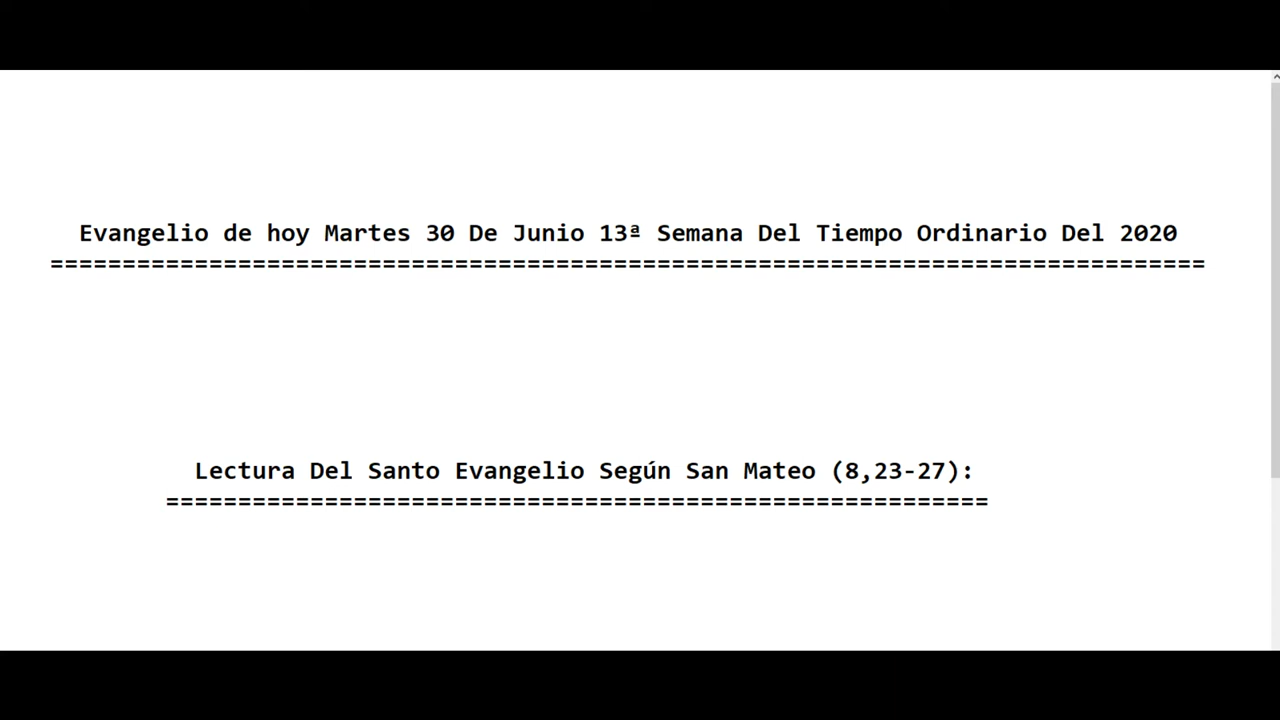 Evangelio de hoy Martes 30 De Junio 13ª Semana Del Tiempo Ordinario Del 2020
================================================================================
Lectura Del Santo Evangelio Según San Mateo (8,23-27):
=========================================================